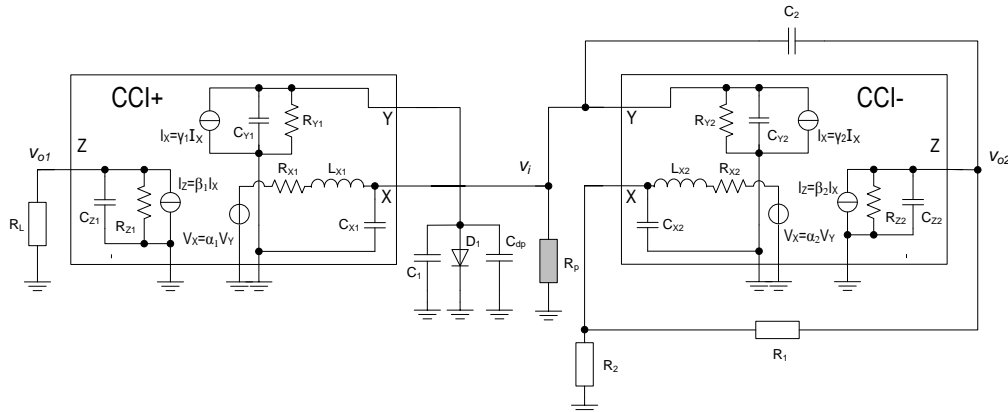 C2
CCI+
CCI-
IX=γ1IX
CY1
RY1
Y
Y
RY2
CY2
IX=γ2IX
Z
Z
vo1
vi
vo2
RX1
LX1
LX2
RX2
X
X
CZ1
RZ1
IZ=β1IX
IZ=β2IX
RZ2
CZ2
RL
VX=α1VY
CX1
CX2
VX=α2VY
C1
D1
Cdp
Rp
R2
R1